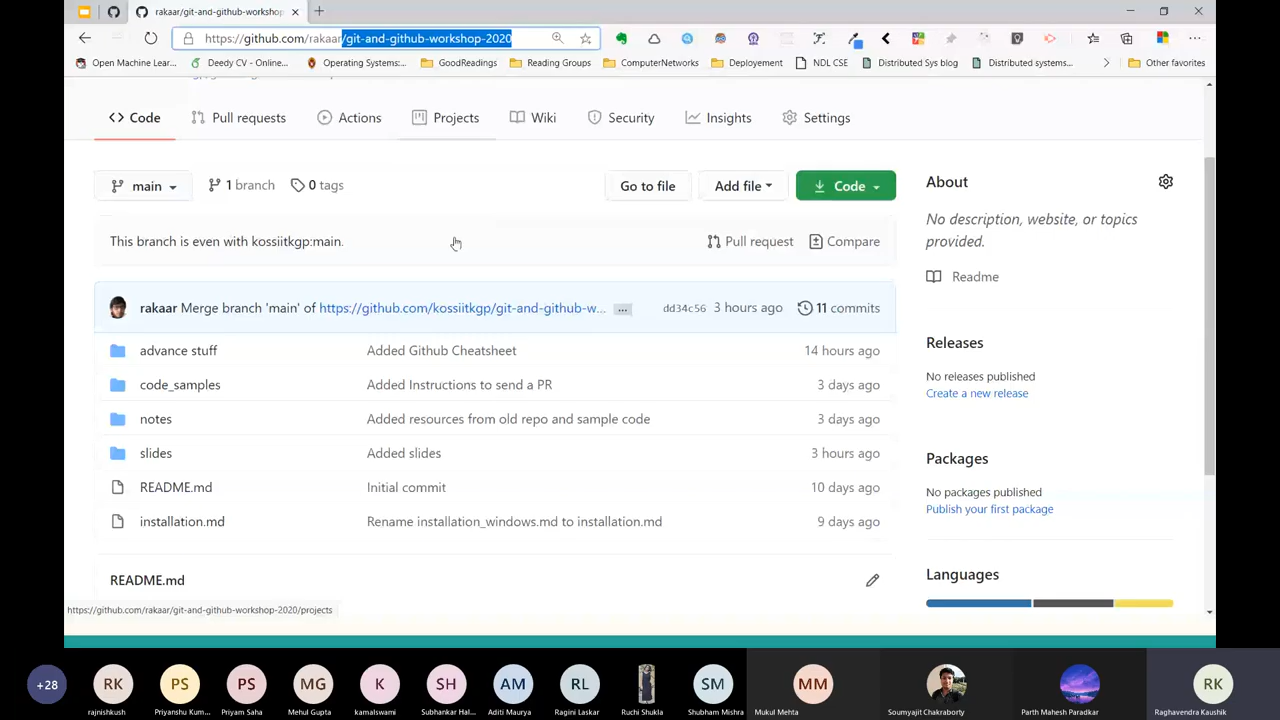 rakaar/git-and-github-workshop
https://github.com/rakaar/git-and-github-workshop-2020
Open Machine Lear...
Deedy CV - Online...
Operating Systems:...
GoodReadings
Reading Groups
ComputerNetworks
Deployement
NDL CSE
Distributed Sys blog
Distributed systems...
Other favorites
Code
Pull requests
Actions
Projects
Wiki
Security
Insights
Settings
main
1 branch
0 tags
Go to file
Add file
Code
This branch is even with kossiitkgp:main.
Pull request
Compare
rakaar Merge branch 'main' of https://github.com/kossiitkgp/git-and-github-w... ...
dd34c56 3 hours ago
11 commits
advance stuff
Added Github Cheatsheet
14 hours ago
code_samples
Added Instructions to send a PR
3 days ago
notes
Added resources from old repo and sample code
3 days ago
slides
Added slides
3 hours ago
README.md
Initial commit
10 days ago
installation.md
Rename installation_windows.md to installation.md
9 days ago
README.md
About
No description, website, or topics
provided.
Readme
Releases
No releases published
Create a new release
Packages
No packages published
Publish your first package
Languages
https://github.com/rakaar/git-and-github-workshop-2020/projects
+28
RK
rajnishkush
PS
Priyanshu Kum...
PS
Priyam Saha
MG
Mehul Gupta
K
kamalswami
SH
Subhankar Hal...
AM
Aditi Maurya
RL
Ragini Laskar
Ruchi Shukla
SM
Shubham Mishra
MM
Mukul Mehta
Soumyajit Chakraborty
Parth Mahesh Paradkar
RK
Raghavendra Kaushik